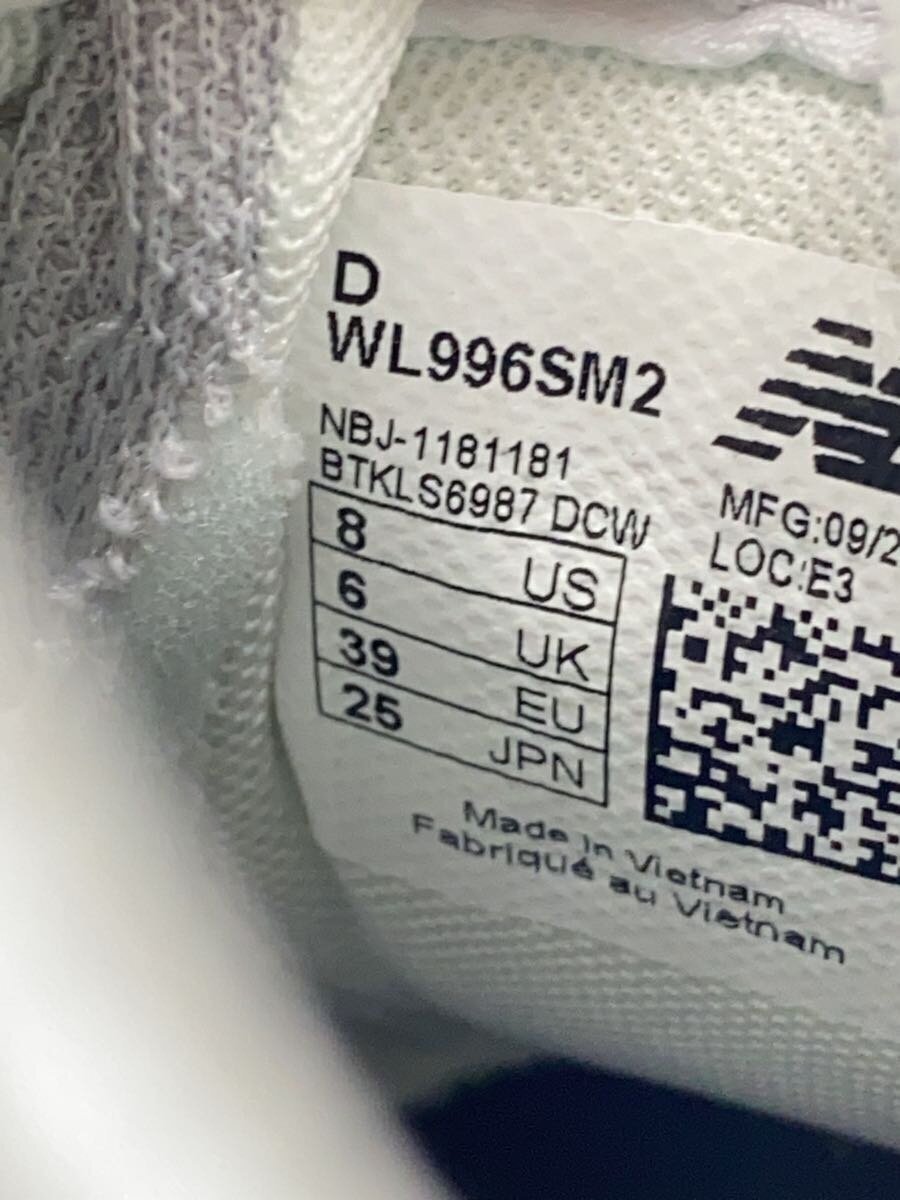 D
WL996SM2
NBJ-1181181
BTKLS6987 DCW
8 US
6 UK
39 EU
25 JPN
MFG:09/2
LOC:E3
Made in Vietnam
Fabriqué au Vietnam